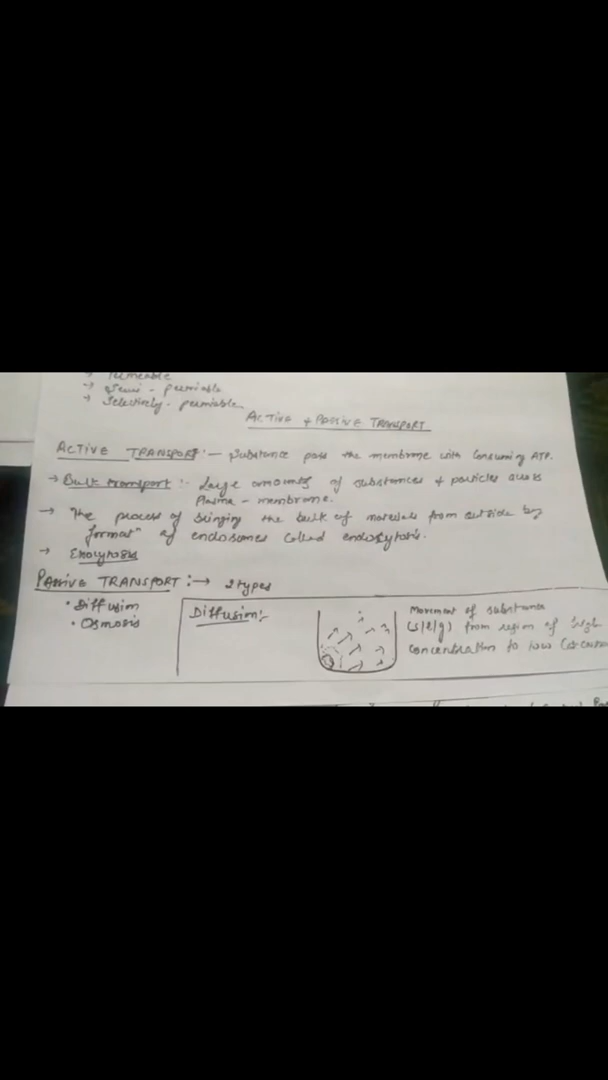 → Permeable
→ Semi - permiable
→ Selectively - permiable
ACTIVE & PASSIVE TRANSPORT
ACTIVE TRANSPORT :- Substance pass the membrane with consuming ATP.
→ Bulk transport :- Large amounts of substances & particles across
Plasma - membrane.
→ The process of bringing the bulk of materials from outside by
format" of endosomes called endocytosis.
→ Exocytosis
PASSIVE TRANSPORT :→ 2 types
• Diffusion
• Osmosis
Diffusion:-
Movement of substance
(s/l/g) from region of high
concentration to low